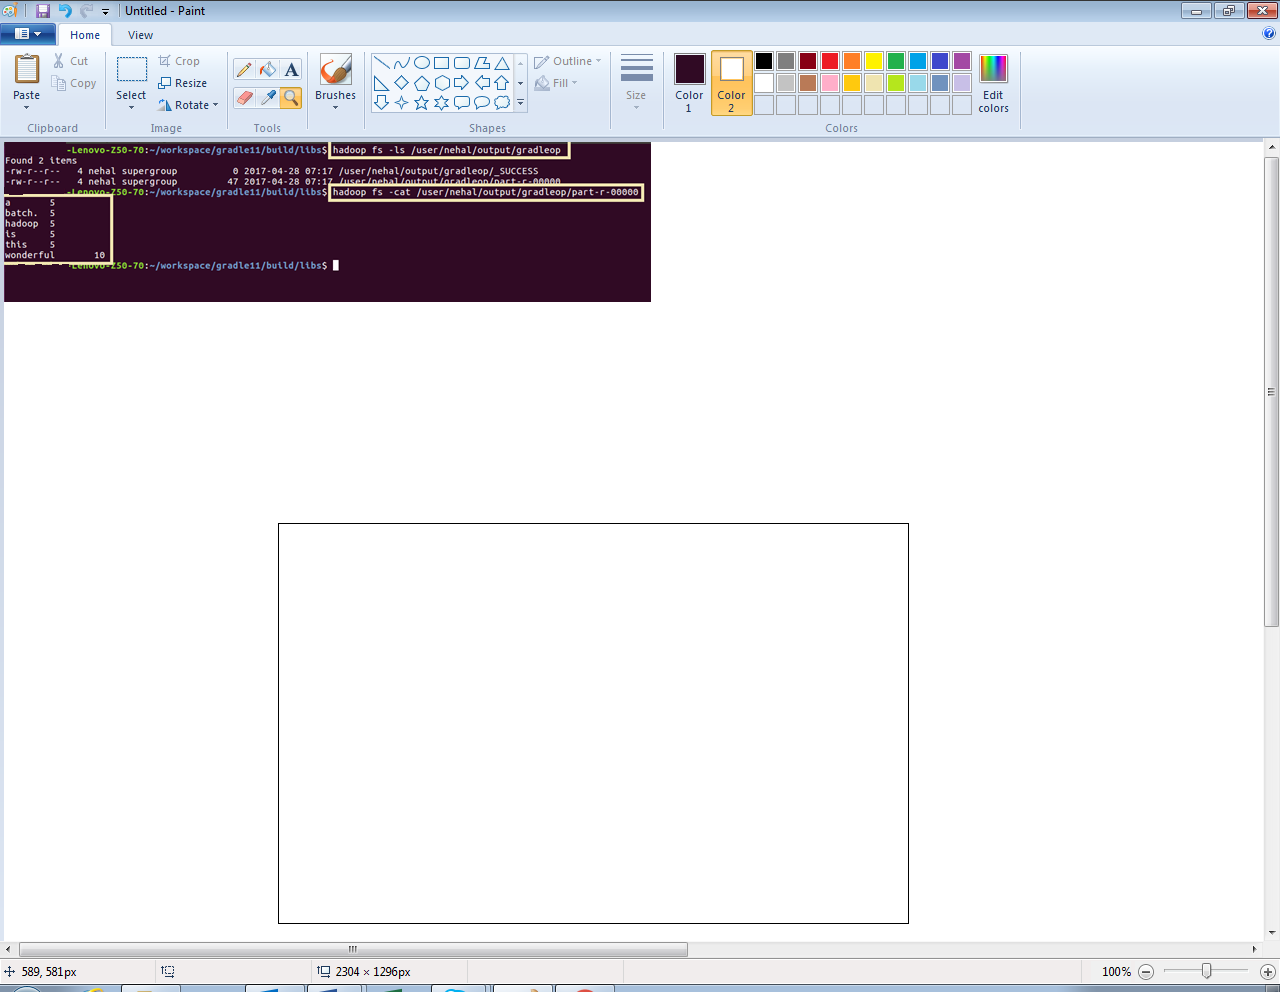 Untitled - Paint
Home View
Paste
Cut
Copy
Clipboard
Select
Crop
Resize
Rotate
Image
Tools
Brushes
Shapes
Outline
Fill
Size
Color 1
Color 2
Colors
Edit colors
-Lenovo-Z50-70:~/workspace/gradle11/build/libs$ hadoop fs -ls /user/nehal/output/gradleop
Found 2 items
-rw-r--r-- 4 nehal supergroup 0 2017-04-28 07:17 /user/nehal/output/gradleop/_SUCCESS
-rw-r--r-- 4 nehal supergroup 47 2017-04-28 07:17 /user/nehal/output/gradleop/part-r-00000
-Lenovo-Z50-70:~/workspace/gradle11/build/libs$ hadoop fs -cat /user/nehal/output/gradleop/part-r-00000
a 5
batch. 5
hadoop 5
is 5
this 5
wonderful 10
-Lenovo-Z50-70:~/workspace/gradle11/build/libs$
589, 581px
2304 × 1296px
100%